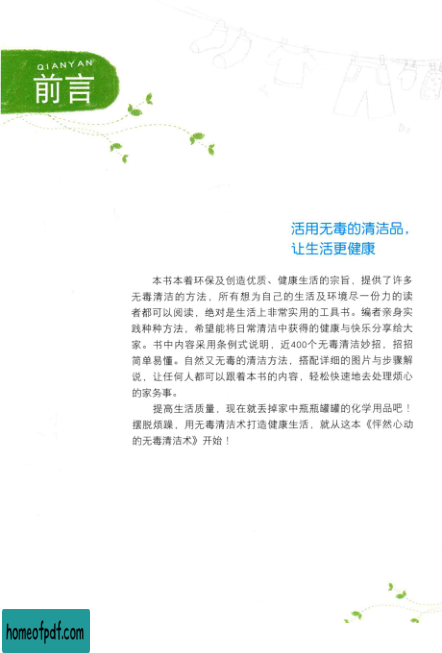 QIANYAN
前言
活用无毒的清洁品，
让生活更健康
本书本着环保及创造优质、健康生活的宗旨，提供了许多
无毒清洁的方法，所有想为自己的生活及环境尽一份力的读
者都可以阅读，绝对是生活上非常实用的工具书。编者亲身实
践种种方法，希望能将日常清洁中获得的健康与快乐分享给大
家。书中内容采用条例式说明，近400个无毒清洁妙招，招招
简单易懂。自然又无毒的清洁方法，搭配详细的图片与步骤解
说，让任何人都可以跟着本书的内容，轻松快速地去处理烦心
的家务事。
提高生活质量，现在就丢掉家中瓶瓶罐罐的化学用品吧！
摆脱烦躁，用无毒清洁术打造健康生活，就从这本《怦然心动
的无毒清洁术》开始！
homeofpdf.com